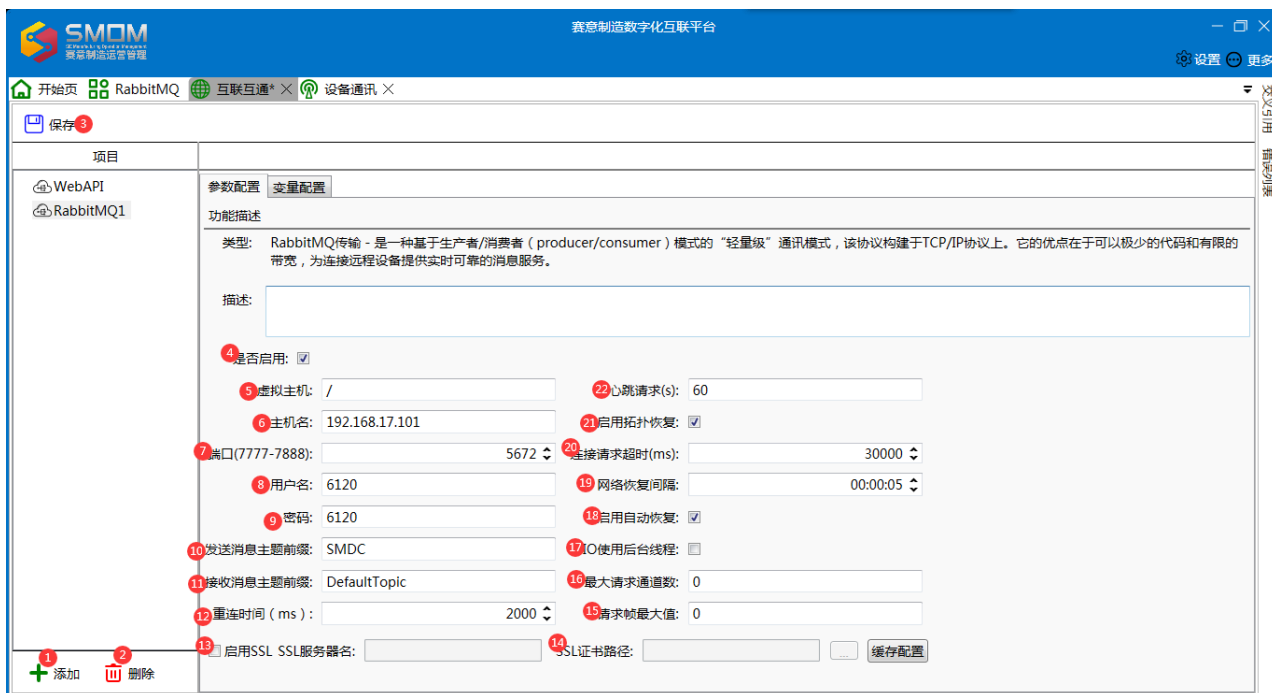 赛意制造数字化互联平台
SMOM
赛意制造运营管理
设置 更多
开始页 RabbitMQ 互联互通* 设备通讯
交叉引用
错误列表
保存 3
项目
WebAPI
RabbitMQ1
参数配置 变量配置
功能描述
类型: RabbitMQ传输 - 是一种基于生产者/消费者（producer/consumer）模式的“轻量级”通讯模式，该协议构建于TCP/IP协议上。它的优点在于可以极少的代码和有限的
带宽，为连接远程设备提供实时可靠的消息服务。
描述:
4 是否启用:
5 虚拟主机: / 22 心跳请求(s): 60
6 主机名: 192.168.17.101 21 启用拓扑恢复:
7 端口(7777-7888): 5672 20 连接请求超时(ms): 30000
8 用户名: 6120 19 网络恢复间隔: 00:00:05
9 密码: 6120 18 启用自动恢复:
10 发送消息主题前缀: SMDC 17 IO使用后台线程:
11 接收消息主题前缀: DefaultTopic 16 最大请求通道数: 0
12 重连时间（ms）: 2000 15 请求帧最大值: 0
13 启用SSL SSL服务器名: 14 SSL证书路径: ... 缓存配置
1 添加 2 删除